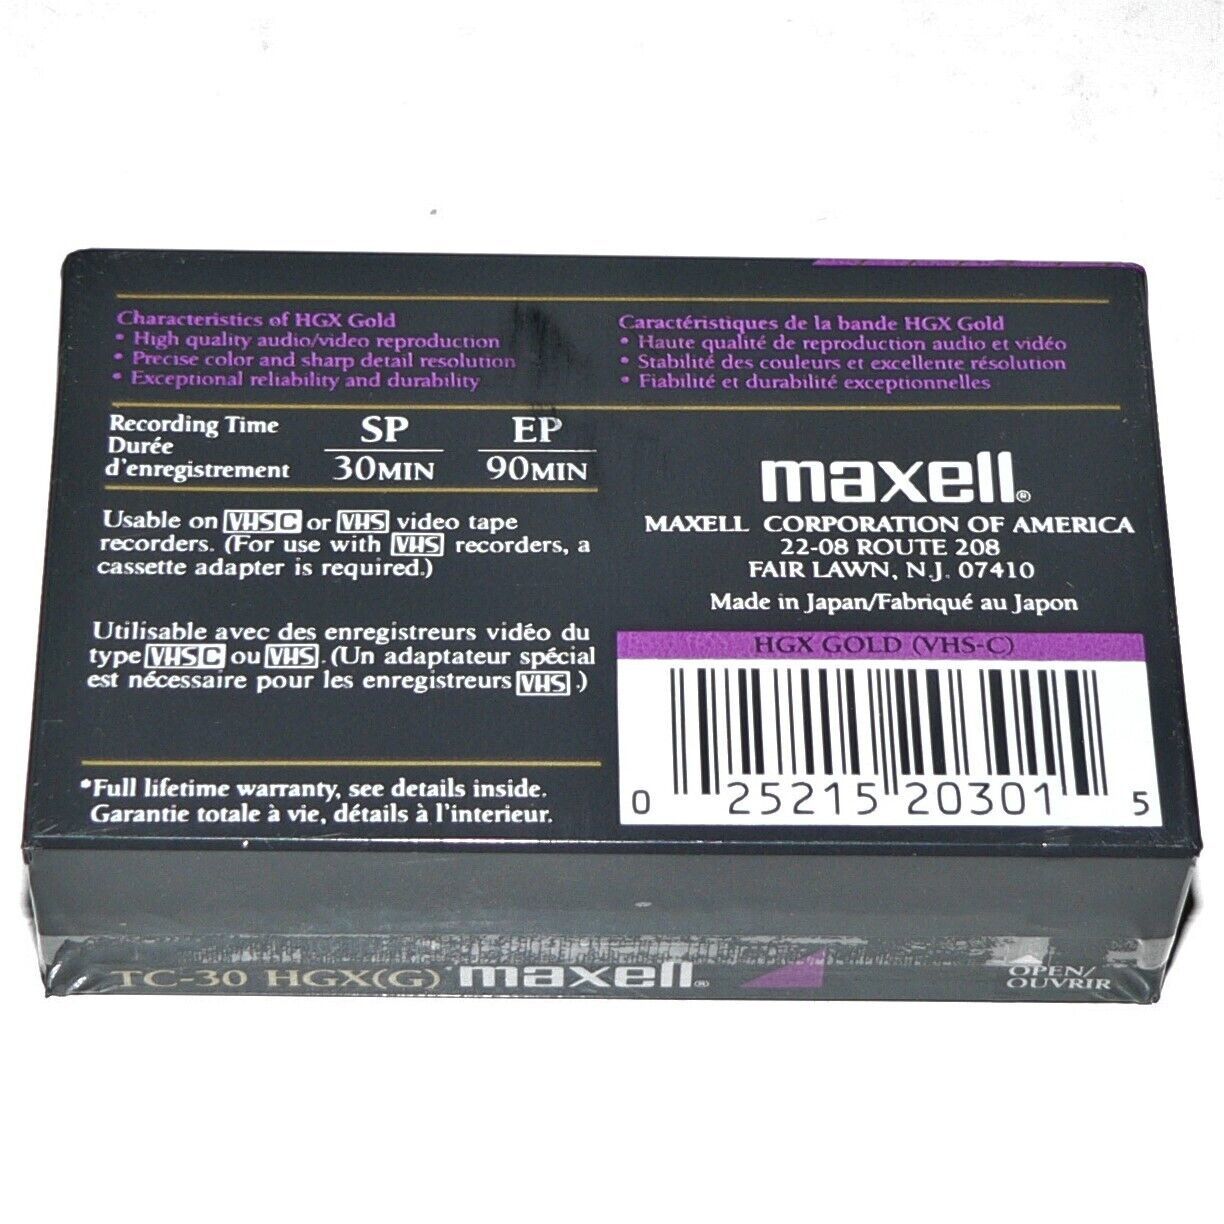 Characteristics of HGX Gold
• High quality audio/video reproduction
• Precise color and sharp detail resolution
• Exceptional reliability and durability
Caractéristiques de la bande HGX Gold
• Haute qualité de reproduction audio et vidéo
• Stabilité des couleurs et excellente résolution
• Fiabilité et durabilité exceptionnelles
Recording Time
Durée
d'enregistrement
SP
30MIN
EP
90MIN
Usable on VHSC or VHS video tape
recorders. (For use with VHS recorders, a
cassette adapter is required.)
Utilisable avec des enregistreurs vidéo du
type VHSC ou VHS. (Un adaptateur spécial
est nécessaire pour les enregistreurs VHS.)
*Full lifetime warranty, see details inside.
Garantie totale à vie, détails à l'interieur.
maxell®
MAXELL CORPORATION OF AMERICA
22-08 ROUTE 208
FAIR LAWN, N.J. 07410
Made in Japan/Fabriqué au Japon
HGX GOLD (VHS-C)
0 25215 20301 5
TC-30 HGX(G) maxell®
OPEN/
OUVRIR